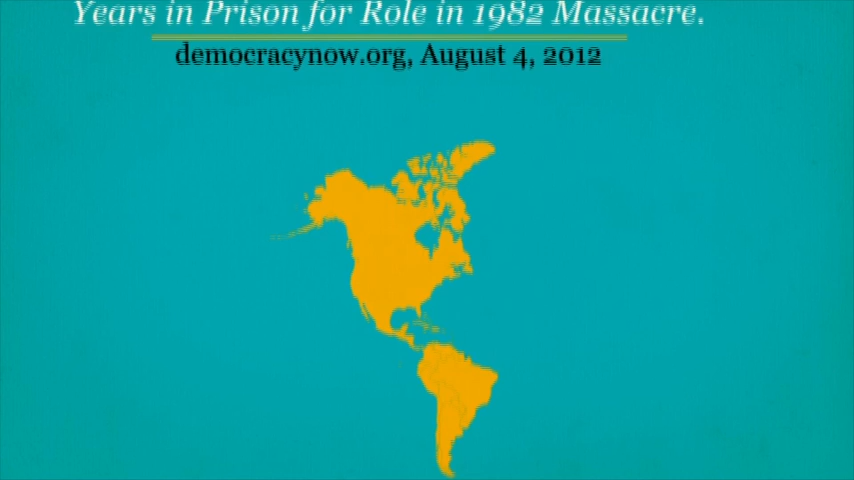 Years in Prison for Role in 1982 Massacre.
democracynow.org, August 4, 2012